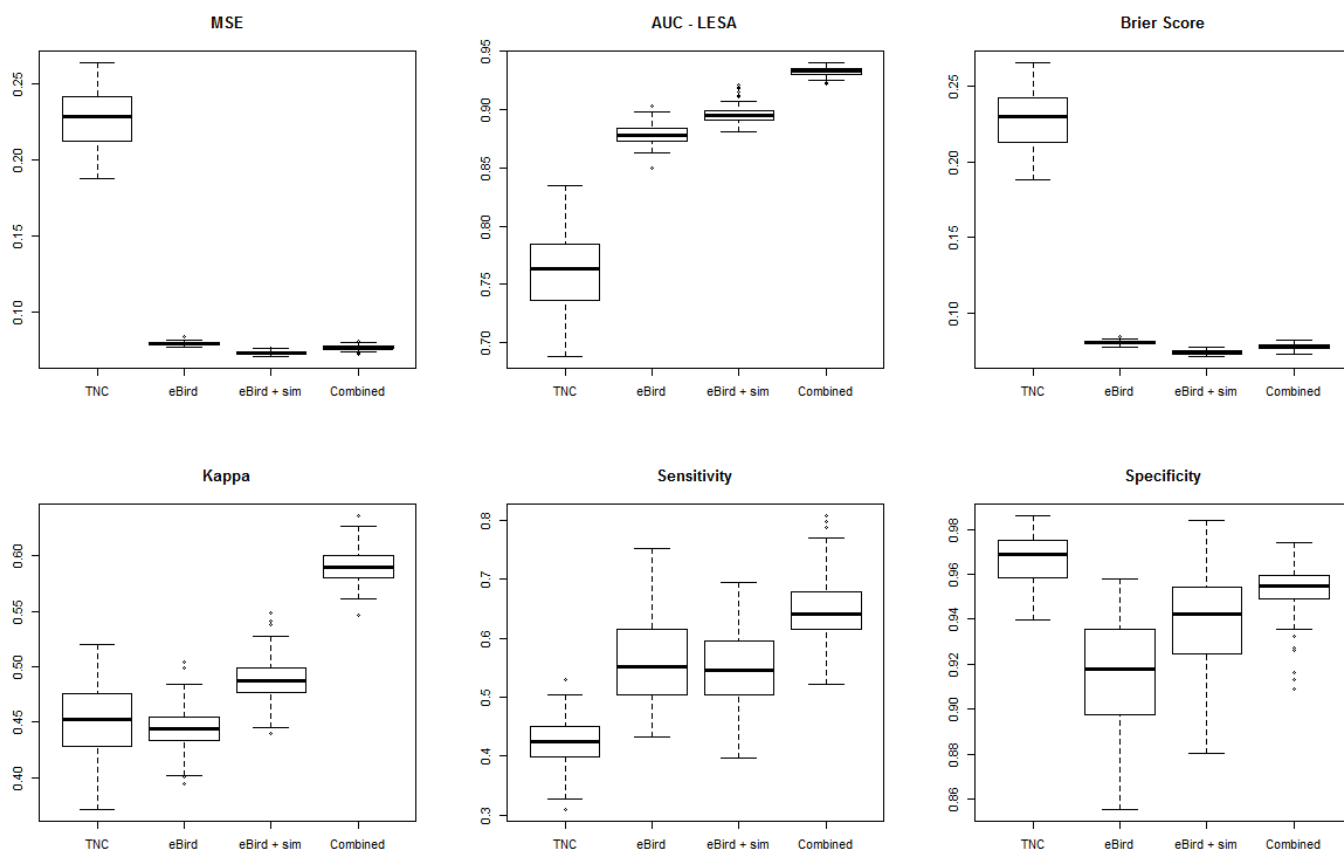 MSE
0.25
0.20
0.15
0.10
TNC eBird eBird + sim Combined
AUC - LESA
0.95
0.90
0.85
0.80
0.75
0.70
TNC eBird eBird + sim Combined
Brier Score
0.25
0.20
0.15
0.10
TNC eBird eBird + sim Combined
Kappa
0.60
0.55
0.50
0.45
0.40
TNC eBird eBird + sim Combined
Sensitivity
0.8
0.7
0.6
0.5
0.4
0.3
TNC eBird eBird + sim Combined
Specificity
0.98
0.96
0.94
0.92
0.90
0.88
0.86
TNC eBird eBird + sim Combined